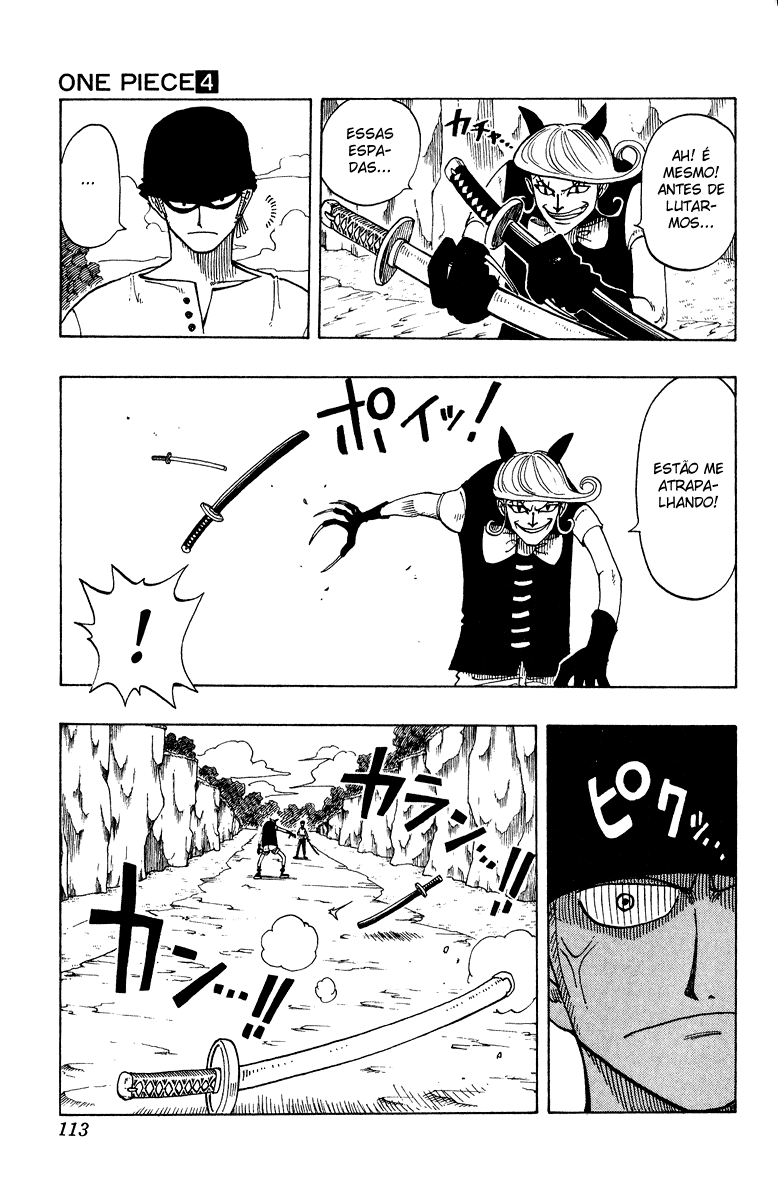 ONE PIECE 4
AH! É
MESMO!
ANTES DE
LUTAR-
MOS...
カチャ...
ESSAS
ESPA-
DAS...
...
ESTÃO ME
ATRAPA-
LHANDO!
ポイッ!
!
ピクッ...
カラン...!!
カン...!!
113